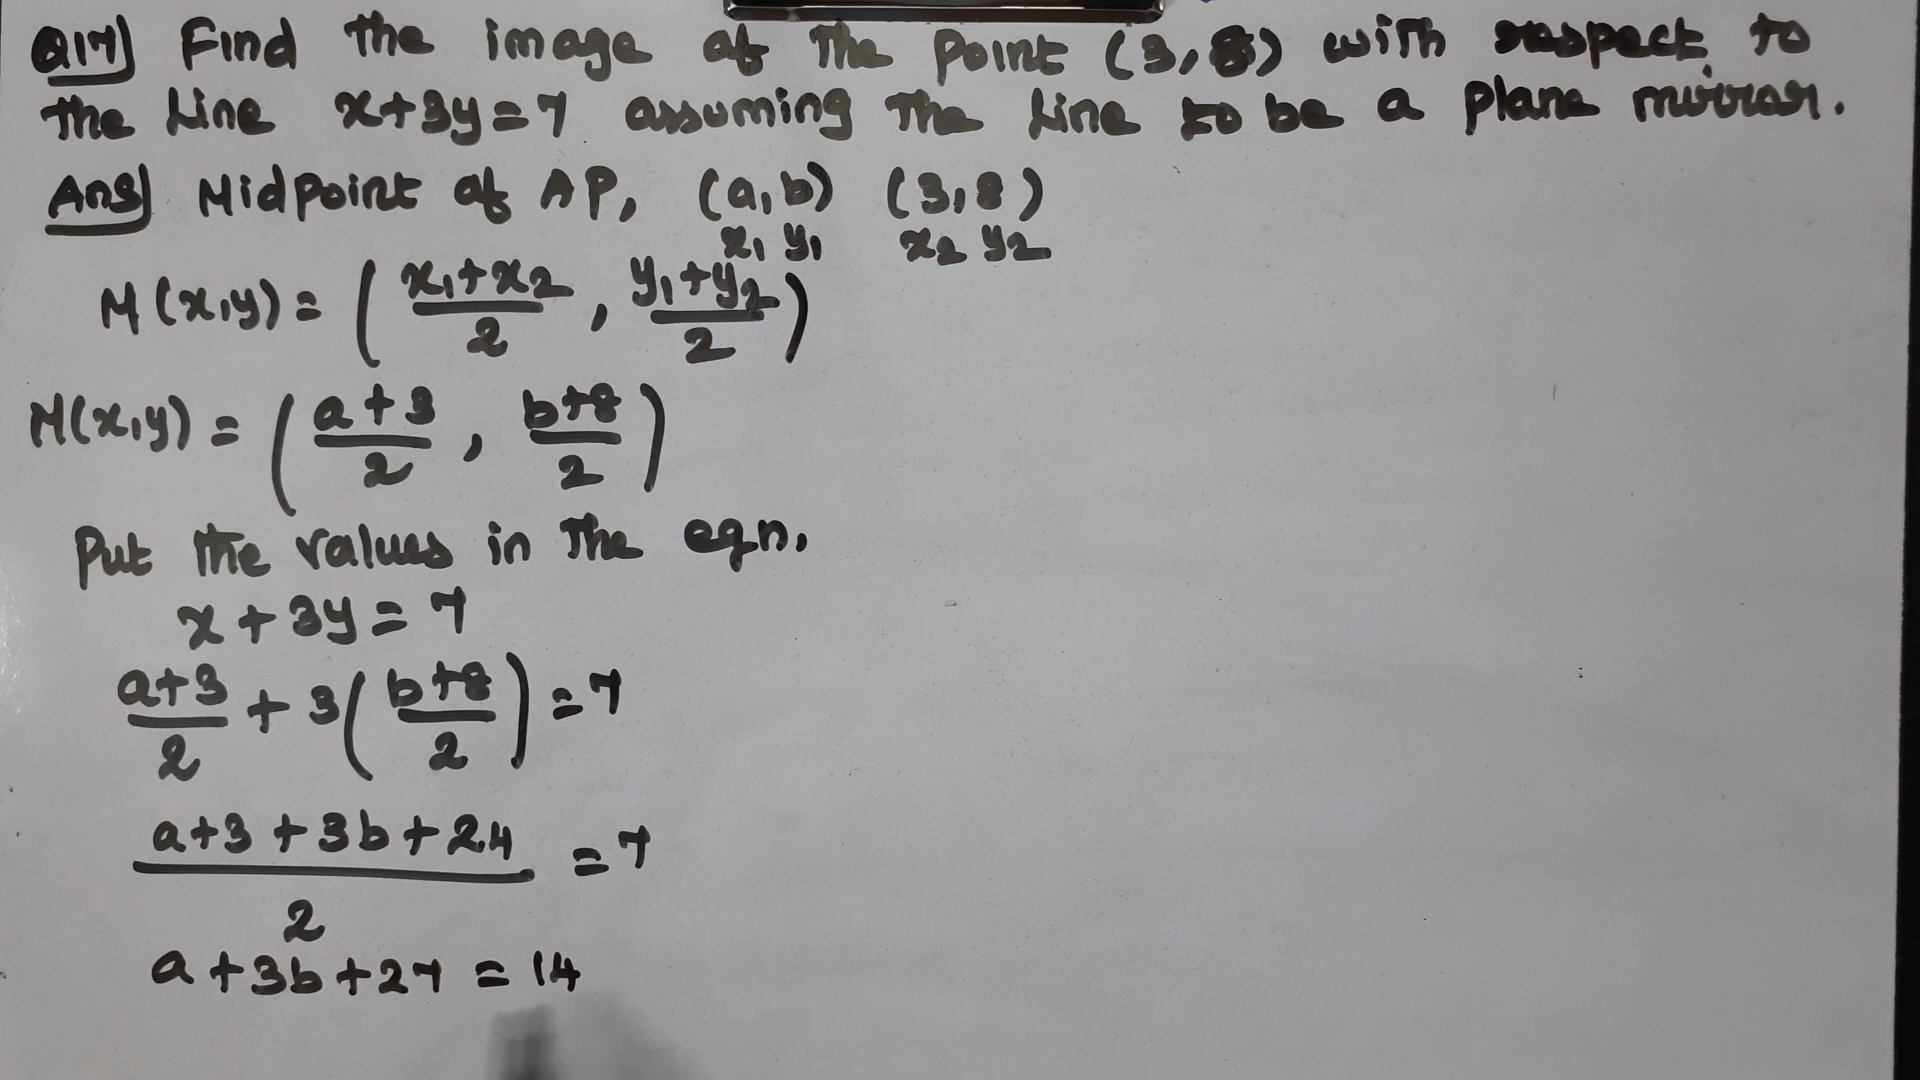 Q17) Find the image of the point (3,8) with respect to
the line x+3y=7 assuming the line to be a plane mirror.
Ans) Midpoint of AP, (a,b) (3,8)
x1 y1 x2 y2
M(x,y) = ( x1+x2 / 2 , y1+y2 / 2 )
M(x,y) = ( a+3 / 2 , b+8 / 2 )
Put the values in the eqn.
x + 3y = 7
a+3 / 2 + 3( b+8 / 2 ) = 7
a+3+3b+24 / 2 = 7
a+3b+27 = 14